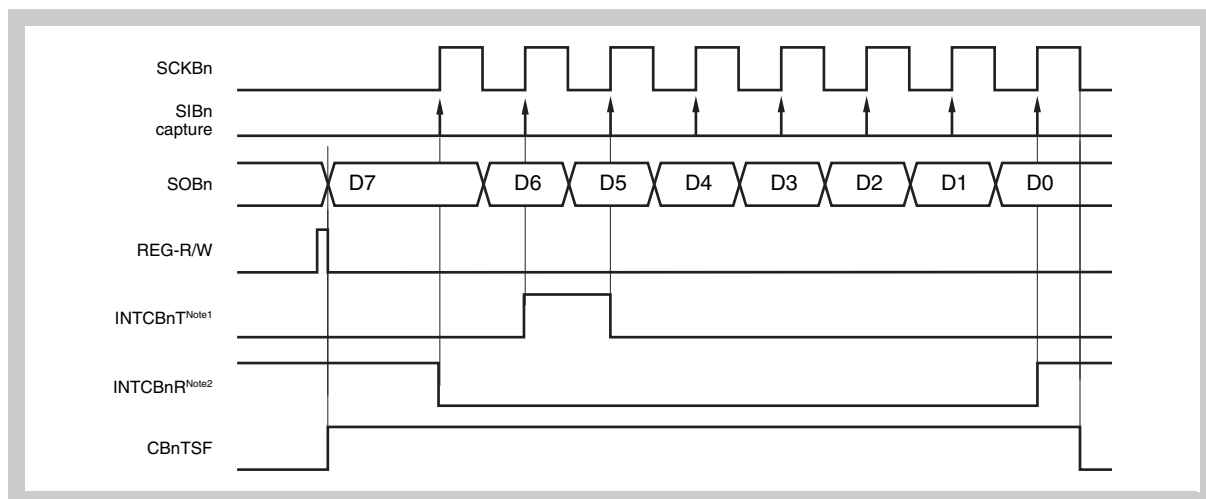 SCKBn
SIBn
capture
SOBn
D7 D6 D5 D4 D3 D2 D1 D0
REG-R/W
INTCBnTNote1
INTCBnRNote2
CBnTSF